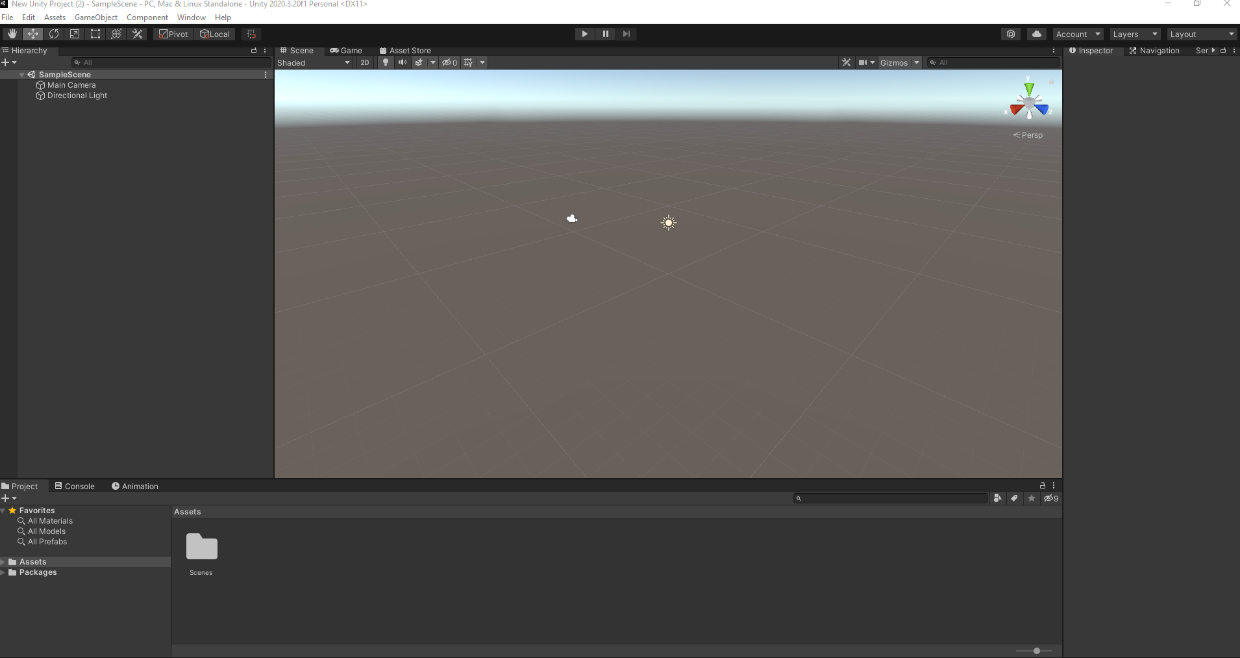 New Unity Project (2) - SampleScene - PC, Mac & Linux Standalone - Unity 2020.3.20f1 Personal <DX11>
File Edit Assets GameObject Component Window Help
Pivot Local Account Layers Layout
Hierarchy
All
SampleScene
Main Camera
Directional Light
Scene Game Asset Store
Shaded 2D 0 Gizmos All
Y
X Z
Persp
Inspector Navigation Ser
Project Console Animation
9
Favorites
All Materials
All Models
All Prefabs
Assets
Packages
Assets
Scenes